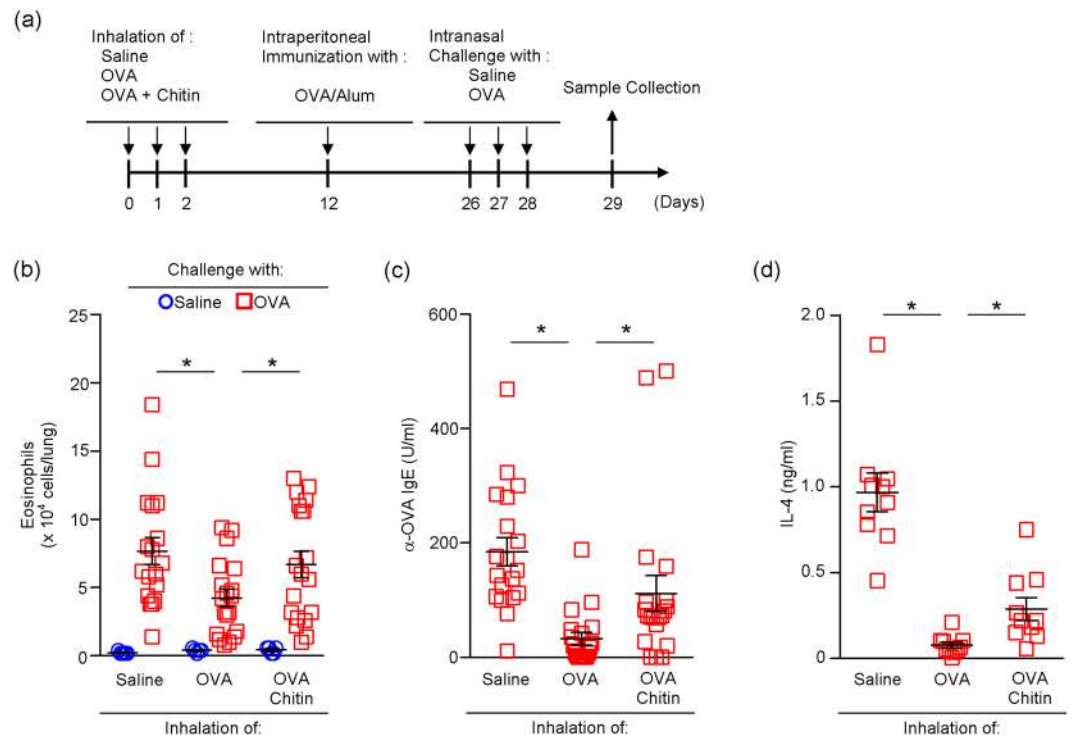 (a)
Inhalation of :
Saline
OVA
OVA + Chitin
Intraperitoneal
Immunization with :
OVA/Alum
Intranasal
Challenge with :
Saline
OVA
Sample Collection
0 1 2 12 26 27 28 29 (Days)
(b)
Challenge with:
Saline OVA
Eosinophils
(x 10⁴ cells/lung)
25
20
15
10
5
0
* *
Saline OVA OVA
Chitin
Inhalation of:
(c)
α-OVA IgE (U/ml)
600
400
200
0
* *
Saline OVA OVA
Chitin
Inhalation of:
(d)
IL-4 (ng/ml)
2.0
1.5
1.0
0.5
0
* *
Saline OVA OVA
Chitin
Inhalation of: